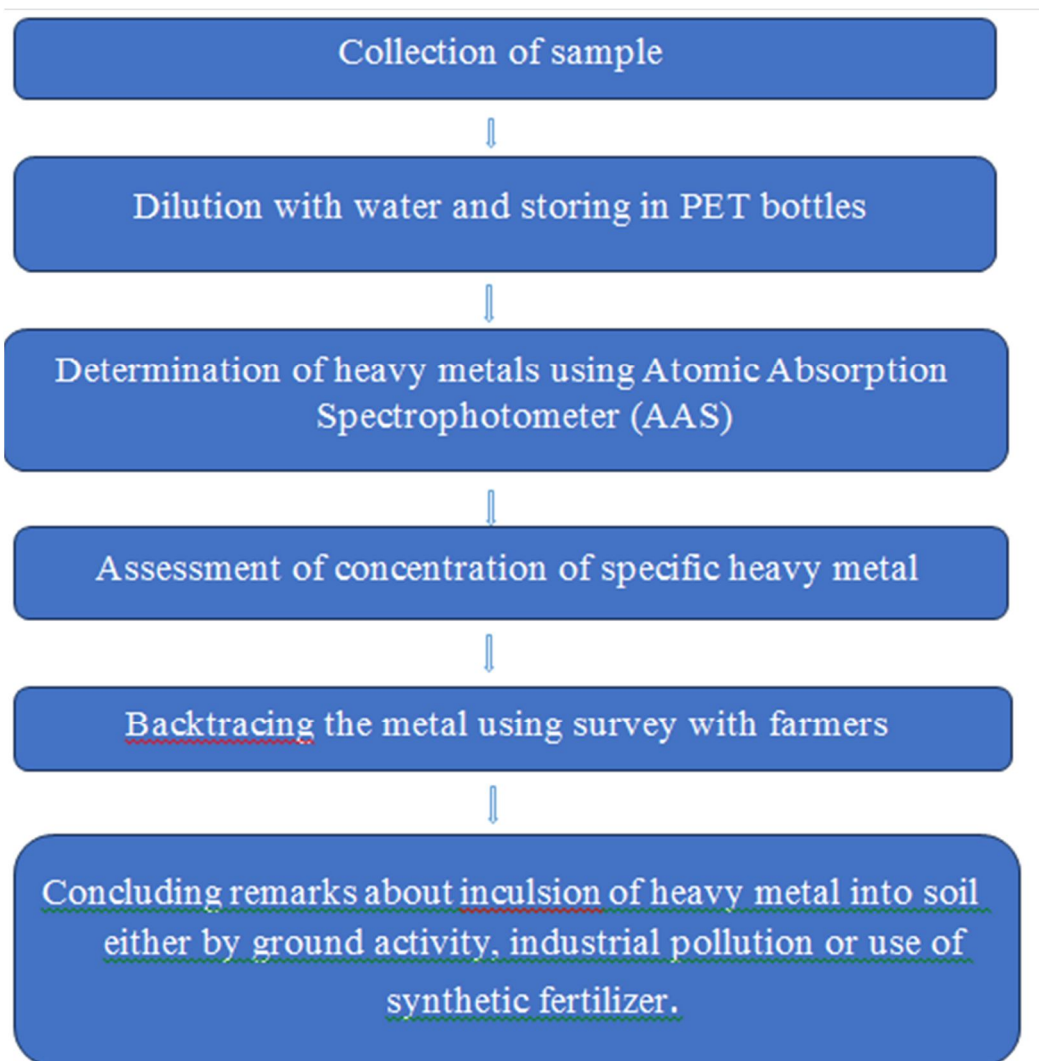 Collection of sample
Dilution with water and storing in PET bottles
Determination of heavy metals using Atomic Absorption
Spectrophotometer (AAS)
Assessment of concentration of specific heavy metal
Backtracing the metal using survey with farmers
Concluding remarks about inculsion of heavy metal into soil
either by ground activity, industrial pollution or use of
synthetic fertilizer.